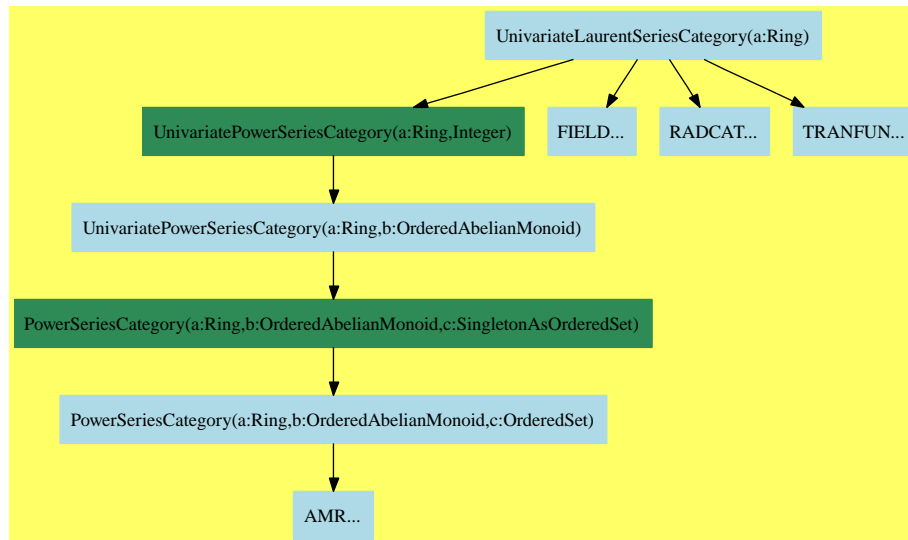 UnivariateLaurentSeriesCategory(a:Ring)
UnivariatePowerSeriesCategory(a:Ring,Integer)
FIELD...
RADCAT...
TRANFUN...
UnivariatePowerSeriesCategory(a:Ring,b:OrderedAbelianMonoid)
PowerSeriesCategory(a:Ring,b:OrderedAbelianMonoid,c:SingletonAsOrderedSet)
PowerSeriesCategory(a:Ring,b:OrderedAbelianMonoid,c:OrderedSet)
AMR...